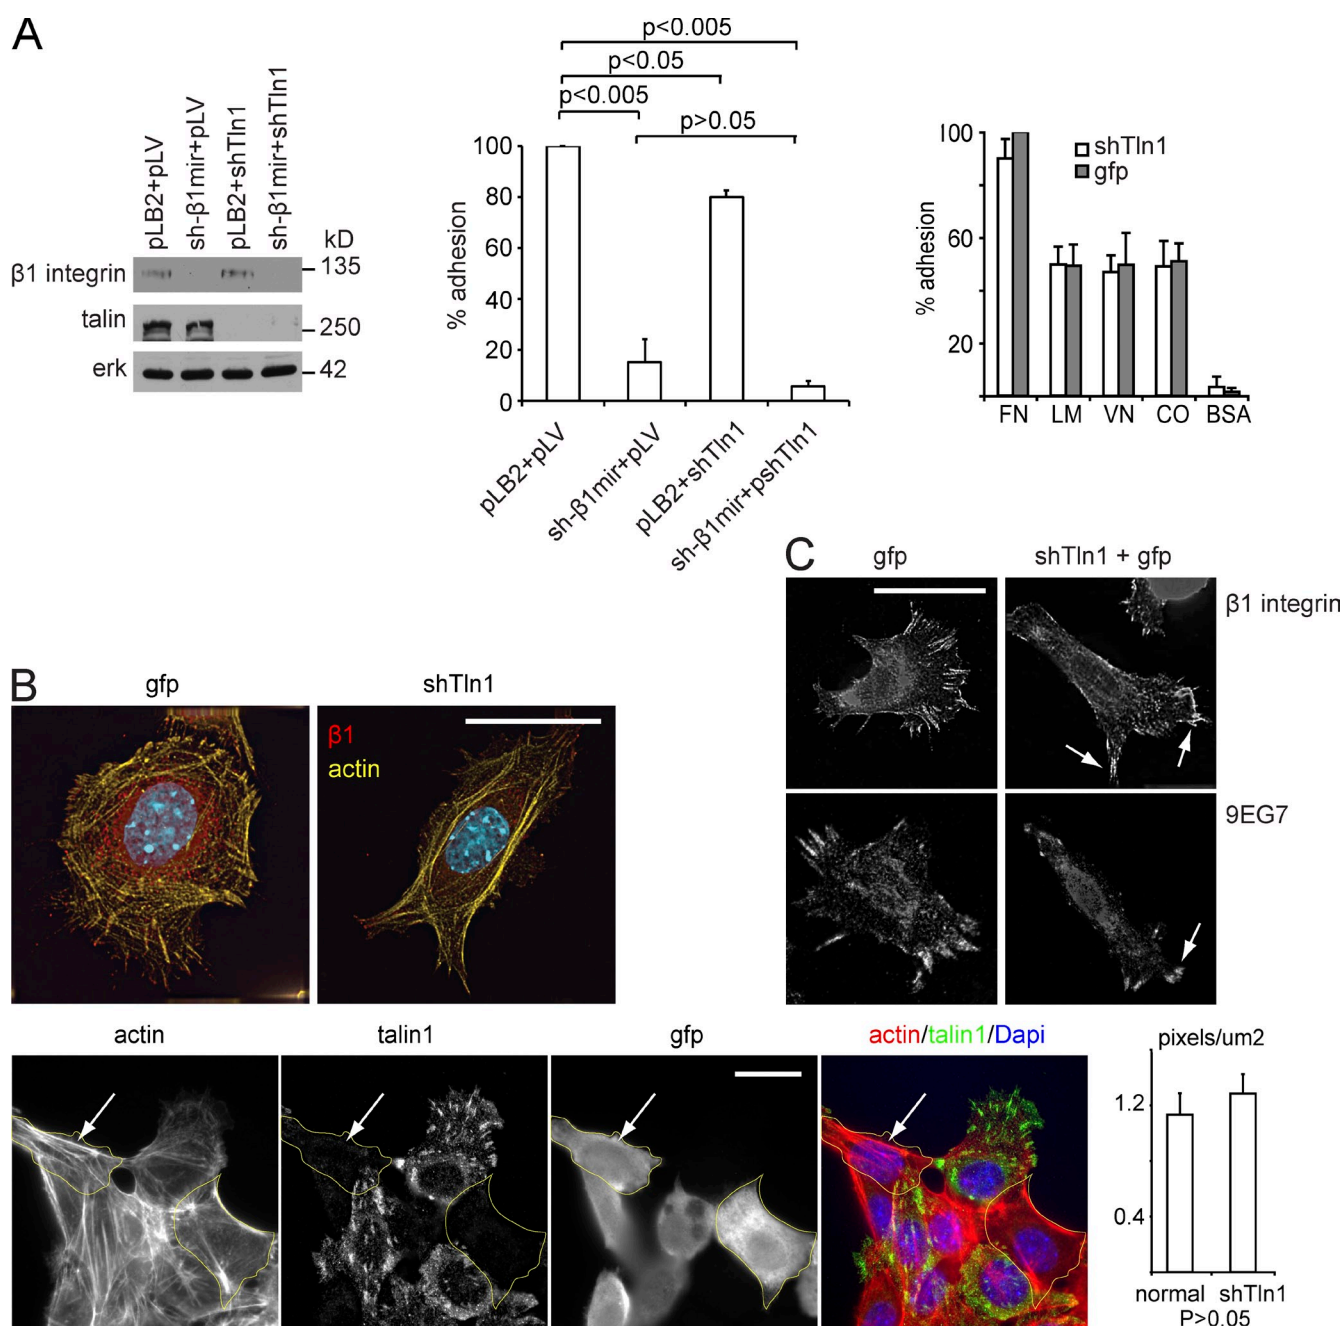 A
pLB2+pLV
sh-β1mir+pLV
pLB2+shTln1
sh-β1mir+shTln1
kD
β1 integrin
135
talin
250
erk
42
p<0.005
p<0.05
p<0.005
p>0.05
% adhesion
100
80
60
40
20
0
pLB2+pLV
sh-β1mir+pLV
pLB2+shTln1
sh-β1mir+pshTln1
% adhesion
100
60
20
shTln1
gfp
FN LM VN CO BSA
B
gfp shTln1
β1
actin
C
gfp shTln1 + gfp
β1 integrin
9EG7
actin talin1 gfp actin/talin1/Dapi
pixels/um2
1.2
0.4
normal shTln1
P>0.05